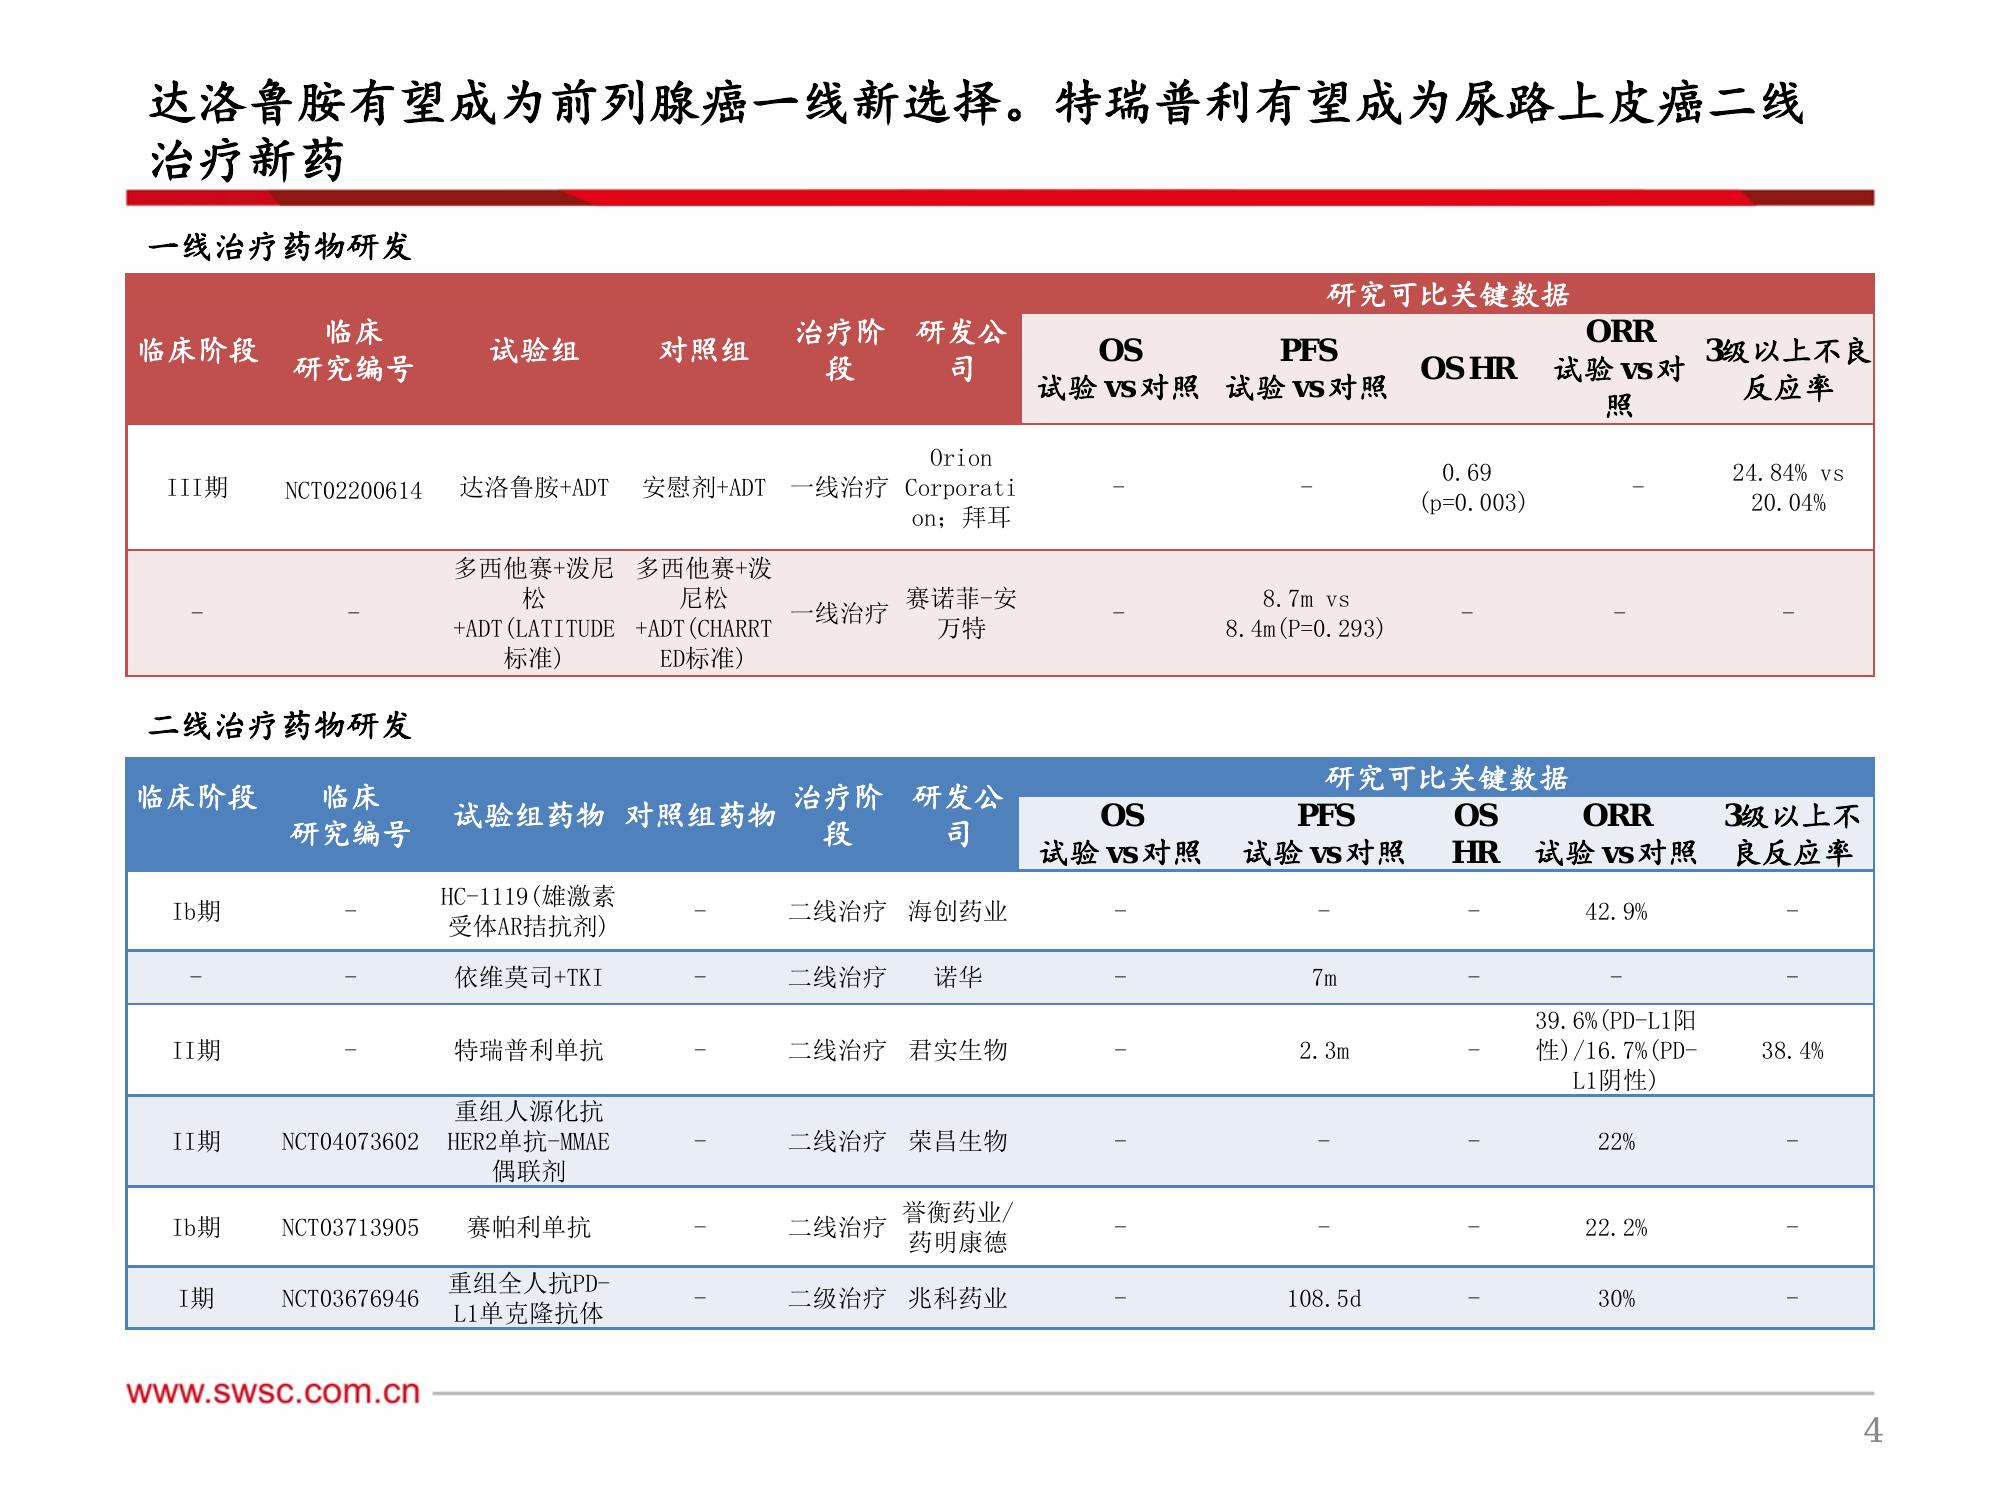 达洛鲁胺有望成为前列腺癌一线新选择。特瑞普利有望成为尿路上皮癌二线
治疗新药
一线治疗药物研发
临床阶段
临床
研究编号
试验组
对照组
治疗阶
段
研发公
司
研究可比关键数据
OS
试验 vs对照
PFS
试验 vs对照
OS HR
ORR
试验 vs对
照
3级以上不良
反应率
III期
NCT02200614
达洛鲁胺+ADT
安慰剂+ADT
一线治疗
Orion
Corporati
on; 拜耳
-
-
0.69
(p=0.003)
-
24.84% vs
20.04%
-
-
多西他赛+泼尼
松
+ADT(LATITUDE
标准)
多西他赛+泼
尼松
+ADT(CHARRT
ED标准)
一线治疗
赛诺菲-安
万特
-
8.7m vs
8.4m(P=0.293)
-
-
-
二线治疗药物研发
临床阶段
临床
研究编号
试验组药物
对照组药物
治疗阶
段
研发公
司
研究可比关键数据
OS
试验 vs对照
PFS
试验 vs对照
OS
HR
ORR
试验 vs对照
3级以上不
良反应率
Ib期
-
HC-1119(雄激素
受体AR拮抗剂)
-
二线治疗
海创药业
-
-
-
42.9%
-
-
-
依维莫司+TKI
-
二线治疗
诺华
-
7m
-
-
-
II期
-
特瑞普利单抗
-
二线治疗
君实生物
-
2.3m
-
39.6%(PD-L1阳
性)/16.7%(PD-
L1阴性)
38.4%
II期
NCT04073602
重组人源化抗
HER2单抗-MMAE
偶联剂
-
二线治疗
荣昌生物
-
-
-
22%
-
Ib期
NCT03713905
赛帕利单抗
-
二线治疗
誉衡药业/
药明康德
-
-
-
22.2%
-
I期
NCT03676946
重组全人抗PD-
L1单克隆抗体
-
二级治疗
兆科药业
-
108.5d
-
30%
-
www.swsc.com.cn
4